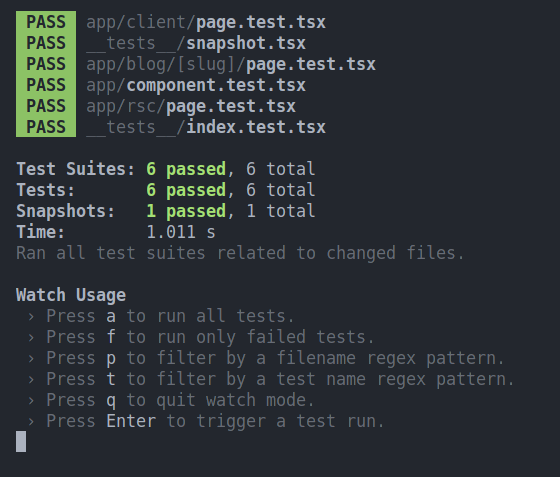 PASS app/client/page.test.tsx
PASS __tests__/snapshot.tsx
PASS app/blog/[slug]/page.test.tsx
PASS app/component.test.tsx
PASS app/rsc/page.test.tsx
PASS __tests__/index.test.tsx
Test Suites: 6 passed, 6 total
Tests: 6 passed, 6 total
Snapshots: 1 passed, 1 total
Time: 1.011 s
Ran all test suites related to changed files.
Watch Usage
› Press a to run all tests.
› Press f to run only failed tests.
› Press p to filter by a filename regex pattern.
› Press t to filter by a test name regex pattern.
› Press q to quit watch mode.
› Press Enter to trigger a test run.